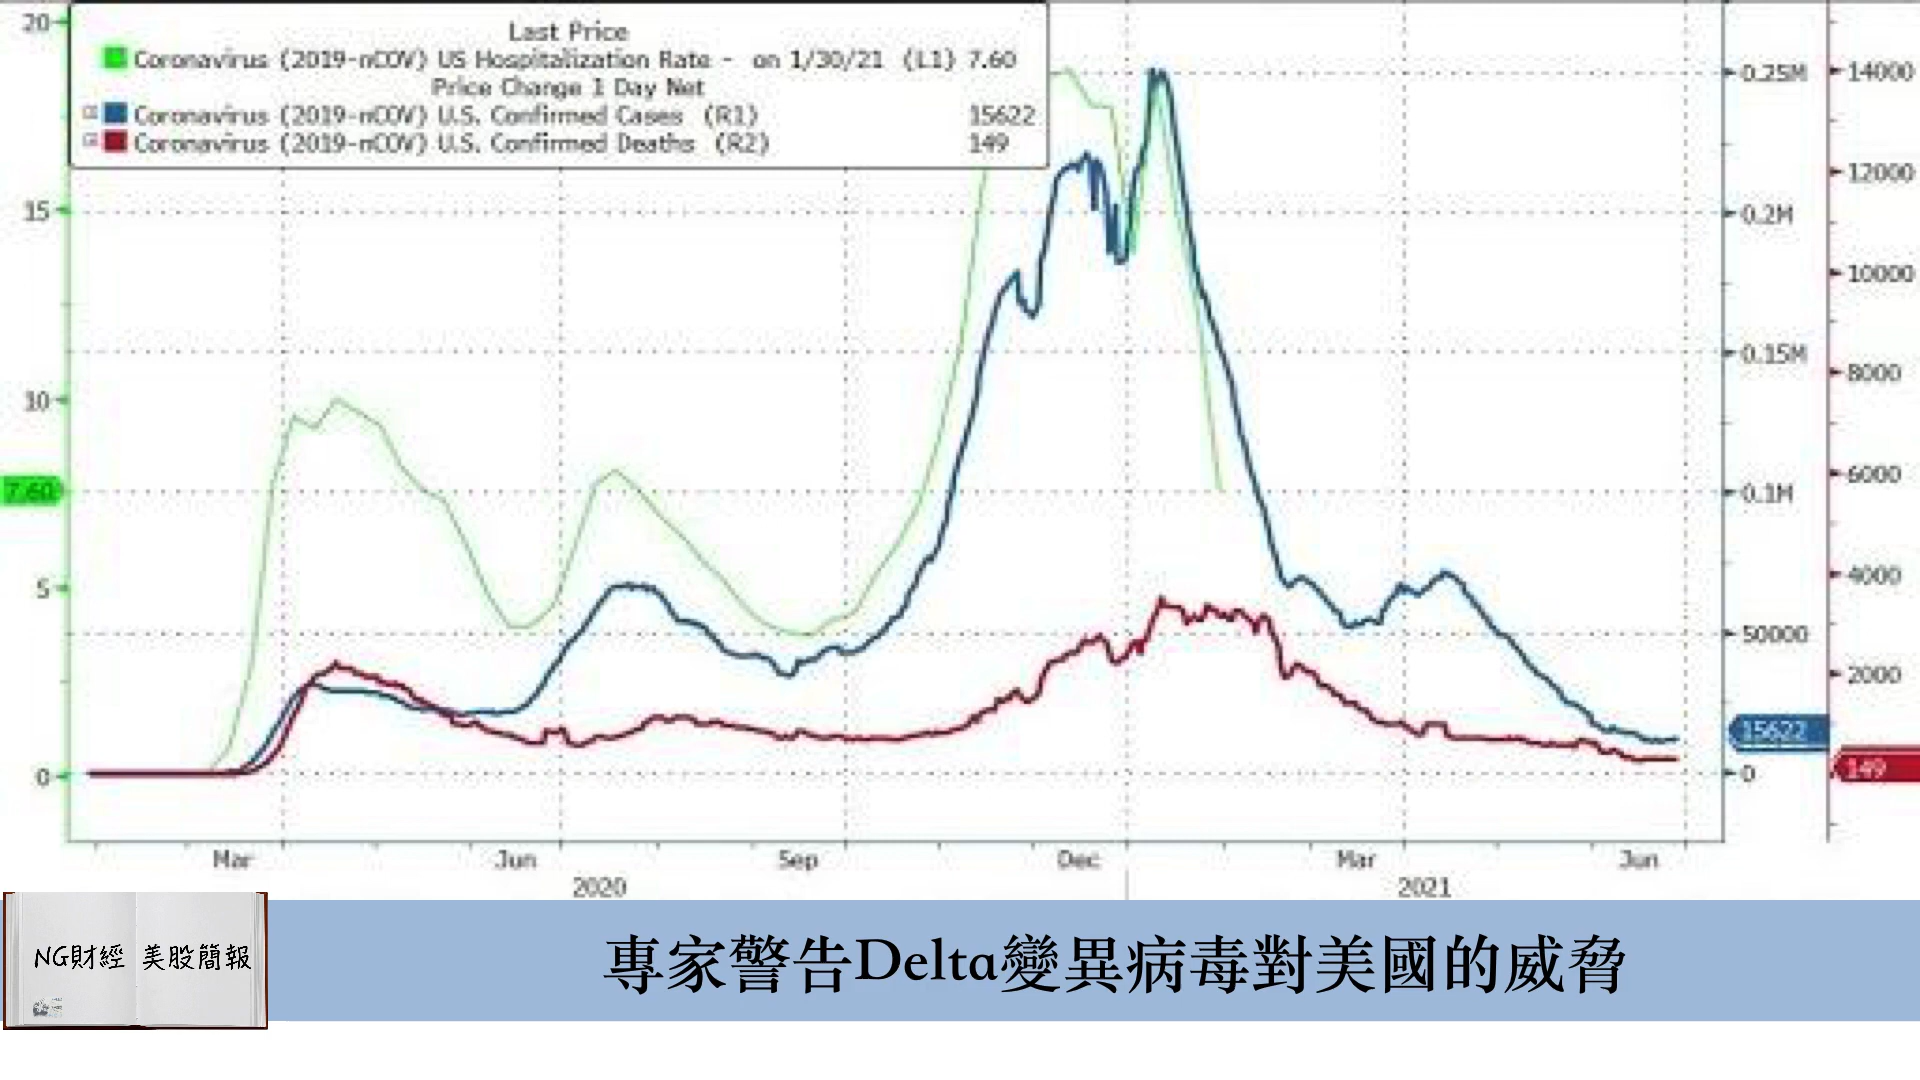 Last Price
Coronavirus (2019-nCOV) US Hospitalization Rate - on 1/30/21 (L1) 7.60
Price Change 1 Day Net
Coronavirus (2019-nCOV) U.S. Confirmed Cases (R1) 15622
Coronavirus (2019-nCOV) U.S. Confirmed Deaths (R2) 149
20
15
10
7.60
5
0
0.25M
0.2M
0.15M
0.1M
50000
15622
0
14000
12000
10000
8000
6000
4000
2000
149
Mar Jun Sep Dec Mar Jun
2020 2021
NG財經 美股簡報
專家警告Delta變異病毒對美國的威脅